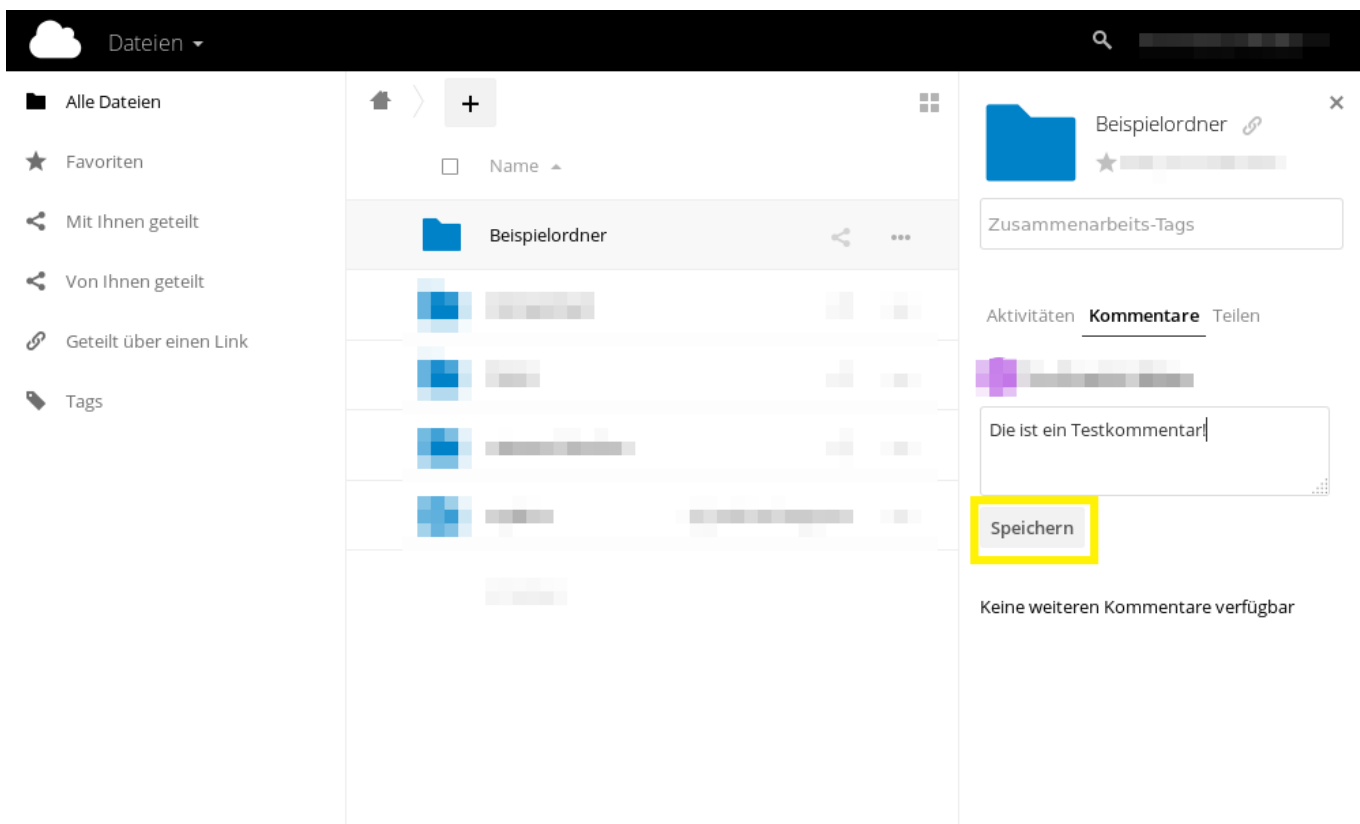 Dateien
Alle Dateien
Favoriten
Mit Ihnen geteilt
Von Ihnen geteilt
Geteilt über einen Link
Tags
+
Name
Beispielordner
Beispielordner
Zusammenarbeits-Tags
Aktivitäten Kommentare Teilen
Die ist ein Testkommentar!
Speichern
Keine weiteren Kommentare verfügbar